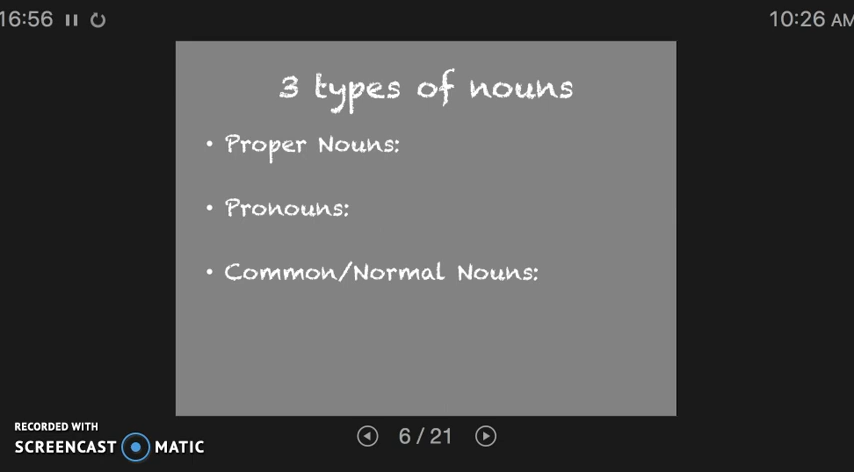 16:56
10:26 AM
3 types of nouns
• Proper Nouns:
• Pronouns:
• Common/Normal Nouns:
6 / 21
RECORDED WITH
SCREENCAST MATIC